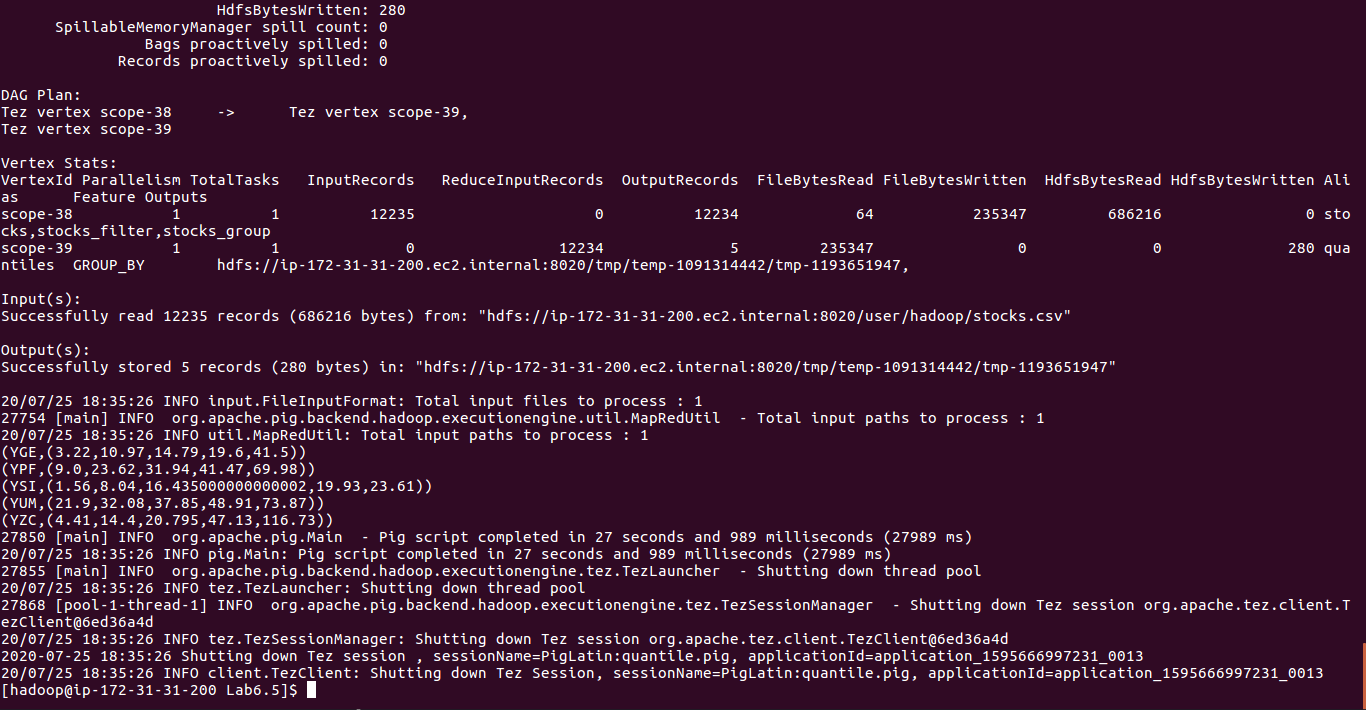 HdfsBytesWritten: 280
SpillableMemoryManager spill count: 0
Bags proactively spilled: 0
Records proactively spilled: 0
DAG Plan:
Tez vertex scope-38 -> Tez vertex scope-39,
Tez vertex scope-39
Vertex Stats:
VertexId Parallelism TotalTasks InputRecords ReduceInputRecords OutputRecords FileBytesRead FileBytesWritten HdfsBytesRead HdfsBytesWritten Ali
as Feature Outputs
scope-38 1 1 12235 0 12234 64 235347 686216 0 sto
cks,stocks_filter,stocks_group
scope-39 1 1 0 12234 5 235347 0 0 280 qua
ntiles GROUP_BY hdfs://ip-172-31-31-200.ec2.internal:8020/tmp/temp-1091314442/tmp-1193651947,
Input(s):
Successfully read 12235 records (686216 bytes) from: "hdfs://ip-172-31-31-200.ec2.internal:8020/user/hadoop/stocks.csv"
Output(s):
Successfully stored 5 records (280 bytes) in: "hdfs://ip-172-31-31-200.ec2.internal:8020/tmp/temp-1091314442/tmp-1193651947"
20/07/25 18:35:26 INFO input.FileInputFormat: Total input files to process : 1
27754 [main] INFO  org.apache.pig.backend.hadoop.executionengine.util.MapRedUtil  - Total input paths to process : 1
20/07/25 18:35:26 INFO util.MapRedUtil: Total input paths to process : 1
(YGE,(3.22,10.97,14.79,19.6,41.5))
(YPF,(9.0,23.62,31.94,41.47,69.98))
(YSI,(1.56,8.04,16.435000000000002,19.93,23.61))
(YUM,(21.9,32.08,37.85,48.91,73.87))
(YZC,(4.41,14.4,20.795,47.13,116.73))
27850 [main] INFO  org.apache.pig.Main  - Pig script completed in 27 seconds and 989 milliseconds (27989 ms)
20/07/25 18:35:26 INFO pig.Main: Pig script completed in 27 seconds and 989 milliseconds (27989 ms)
27855 [main] INFO  org.apache.pig.backend.hadoop.executionengine.tez.TezLauncher  - Shutting down thread pool
20/07/25 18:35:26 INFO tez.TezLauncher: Shutting down thread pool
27868 [pool-1-thread-1] INFO  org.apache.pig.backend.hadoop.executionengine.tez.TezSessionManager  - Shutting down Tez session org.apache.tez.client.T
ezClient@6ed36a4d
20/07/25 18:35:26 INFO tez.TezSessionManager: Shutting down Tez session org.apache.tez.client.TezClient@6ed36a4d
2020-07-25 18:35:26 Shutting down Tez session , sessionName=PigLatin:quantile.pig, applicationId=application_1595666997231_0013
20/07/25 18:35:26 INFO client.TezClient: Shutting down Tez Session, sessionName=PigLatin:quantile.pig, applicationId=application_1595666997231_0013
[hadoop@ip-172-31-31-200 Lab6.5]$